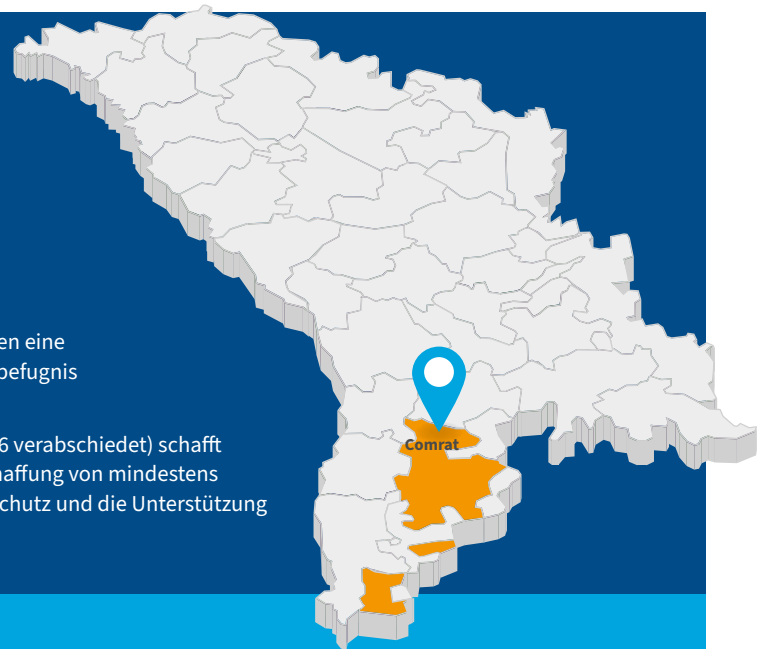 en eine
befugnis
6 verabschiedet) schafft
haffung von mindestens
chutz und die Unterstützung
Comrat